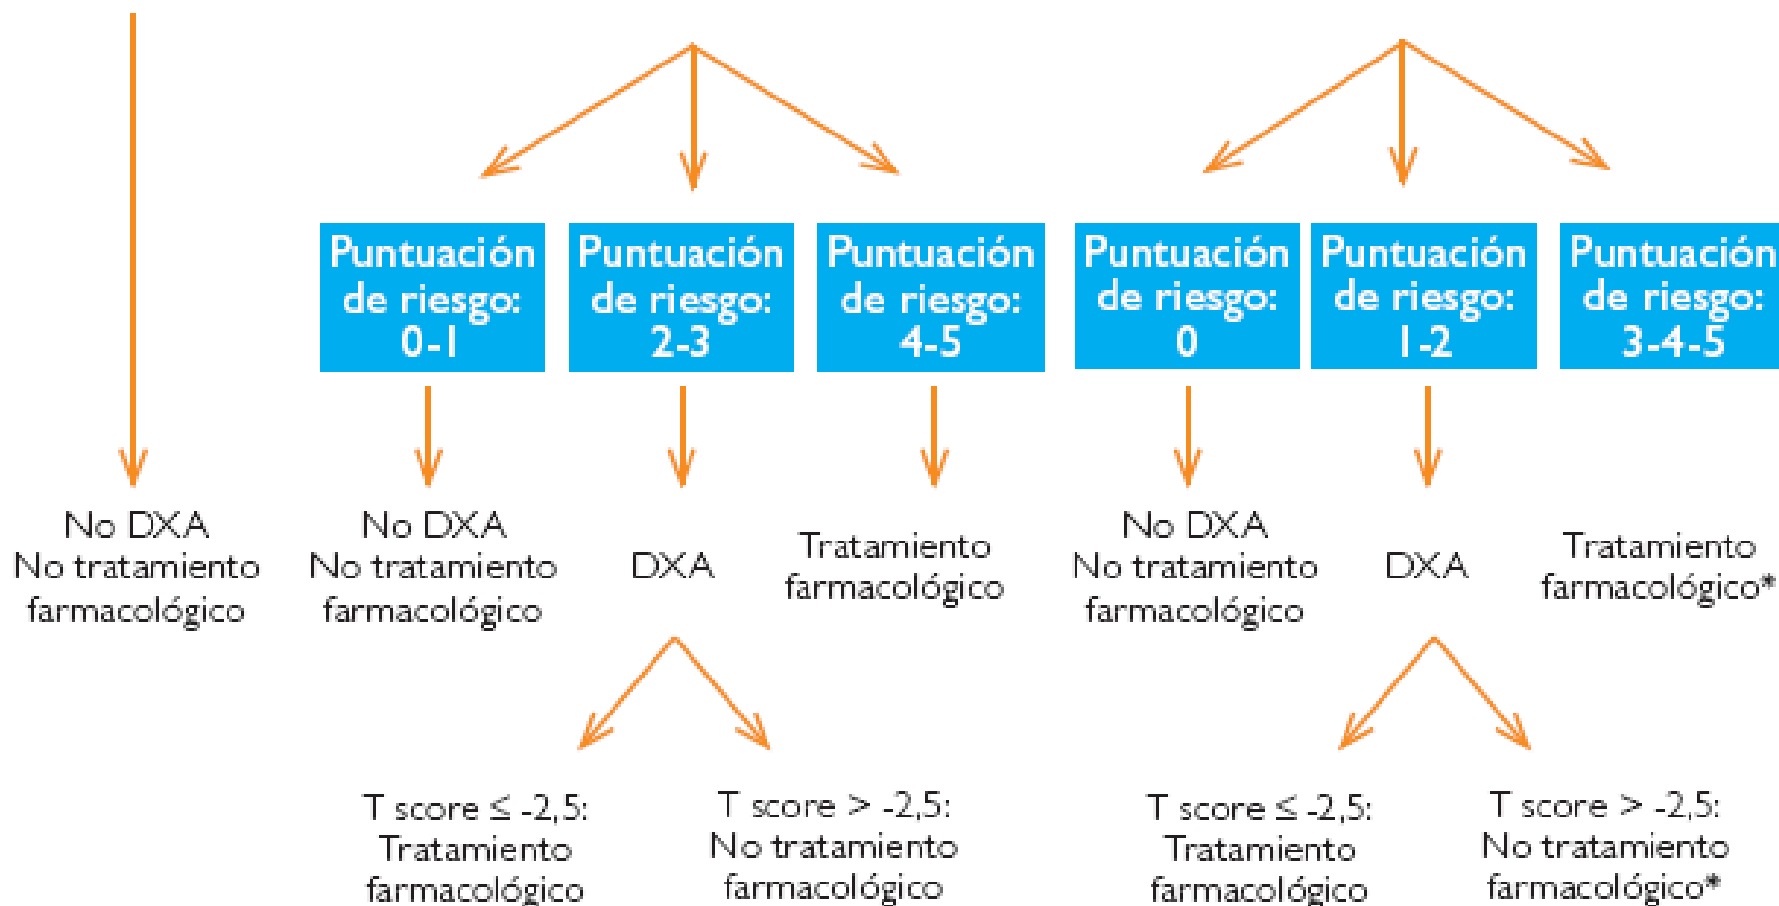 Puntuación
de riesgo:
0-1
Puntuación
de riesgo:
2-3
Puntuación
de riesgo:
4-5
Puntuación
de riesgo:
0
Puntuación
de riesgo:
1-2
Puntuación
de riesgo:
3-4-5
No DXA
No tratamiento
farmacológico
No DXA
No tratamiento
farmacológico
DXA
Tratamiento
farmacológico
No DXA
No tratamiento
farmacológico
DXA
Tratamiento
farmacológico*
T score ≤ -2,5:
Tratamiento
farmacológico
T score > -2,5:
No tratamiento
farmacológico
T score ≤ -2,5:
Tratamiento
farmacológico
T score > -2,5:
No tratamiento
farmacológico*